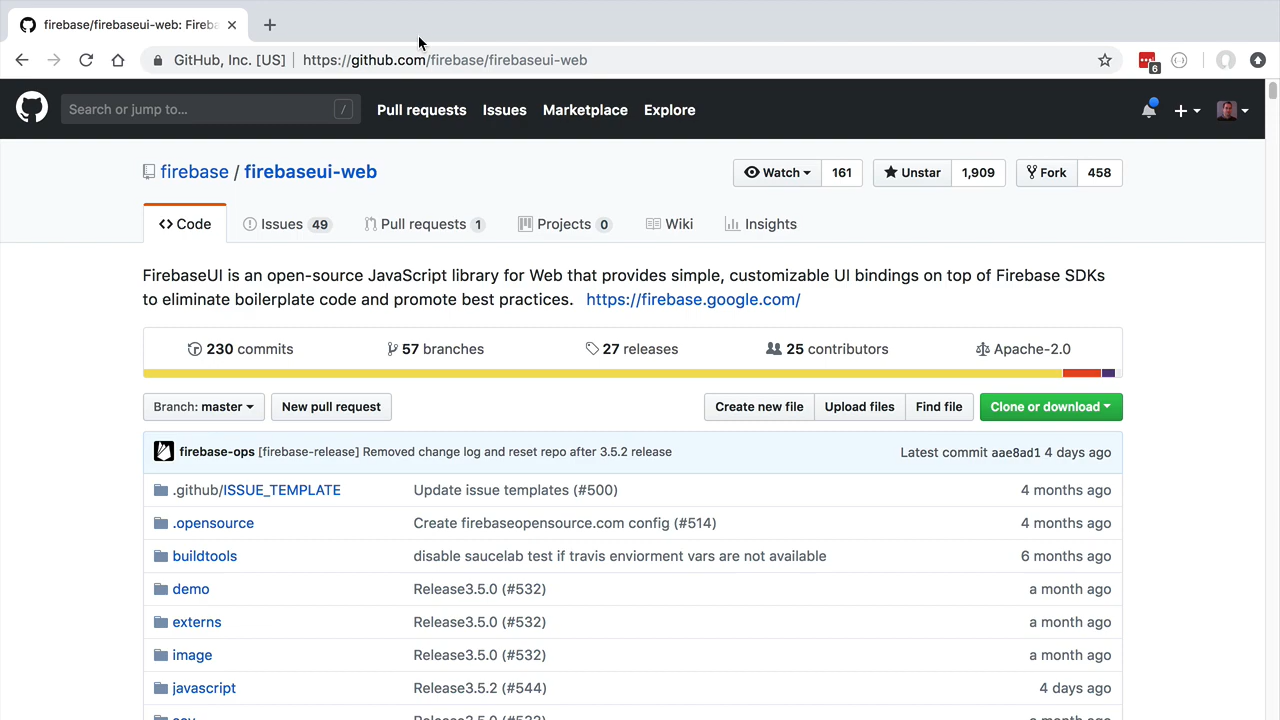 firebase/firebaseui-web: Fireba
GitHub, Inc. [US] https://github.com/firebase/firebaseui-web
6
Search or jump to... /
Pull requests Issues Marketplace Explore
firebase / firebaseui-web
Watch 161 Unstar 1,909 Fork 458
Code Issues 49 Pull requests 1 Projects 0 Wiki Insights
FirebaseUI is an open-source JavaScript library for Web that provides simple, customizable UI bindings on top of Firebase SDKs
to eliminate boilerplate code and promote best practices. https://firebase.google.com/
230 commits 57 branches 27 releases 25 contributors Apache-2.0
Branch: master New pull request Create new file Upload files Find file Clone or download
firebase-ops [firebase-release] Removed change log and reset repo after 3.5.2 release Latest commit aae8ad1 4 days ago
.github/ISSUE_TEMPLATE Update issue templates (#500) 4 months ago
.opensource Create firebaseopensource.com config (#514) 4 months ago
buildtools disable saucelab test if travis enviorment vars are not available 6 months ago
demo Release3.5.0 (#532) a month ago
externs Release3.5.0 (#532) a month ago
image Release3.5.0 (#532) a month ago
javascript Release3.5.2 (#544) 4 days ago